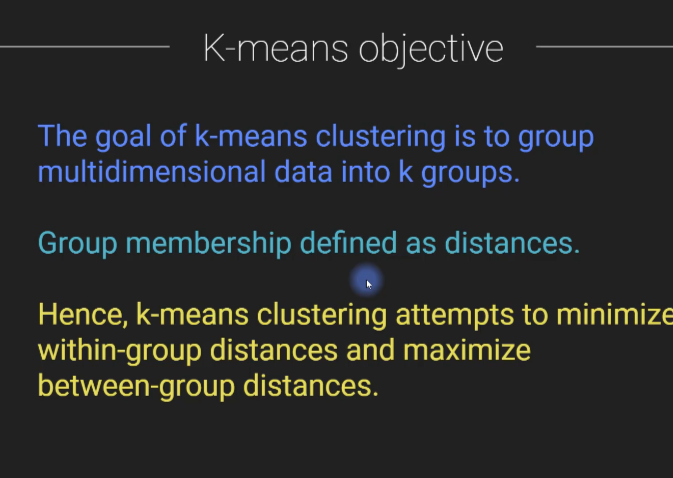 K-means objective
The goal of k-means clustering is to group
multidimensional data into k groups.
Group membership defined as distances.
Hence, k-means clustering attempts to minimize
within-group distances and maximize
between-group distances.